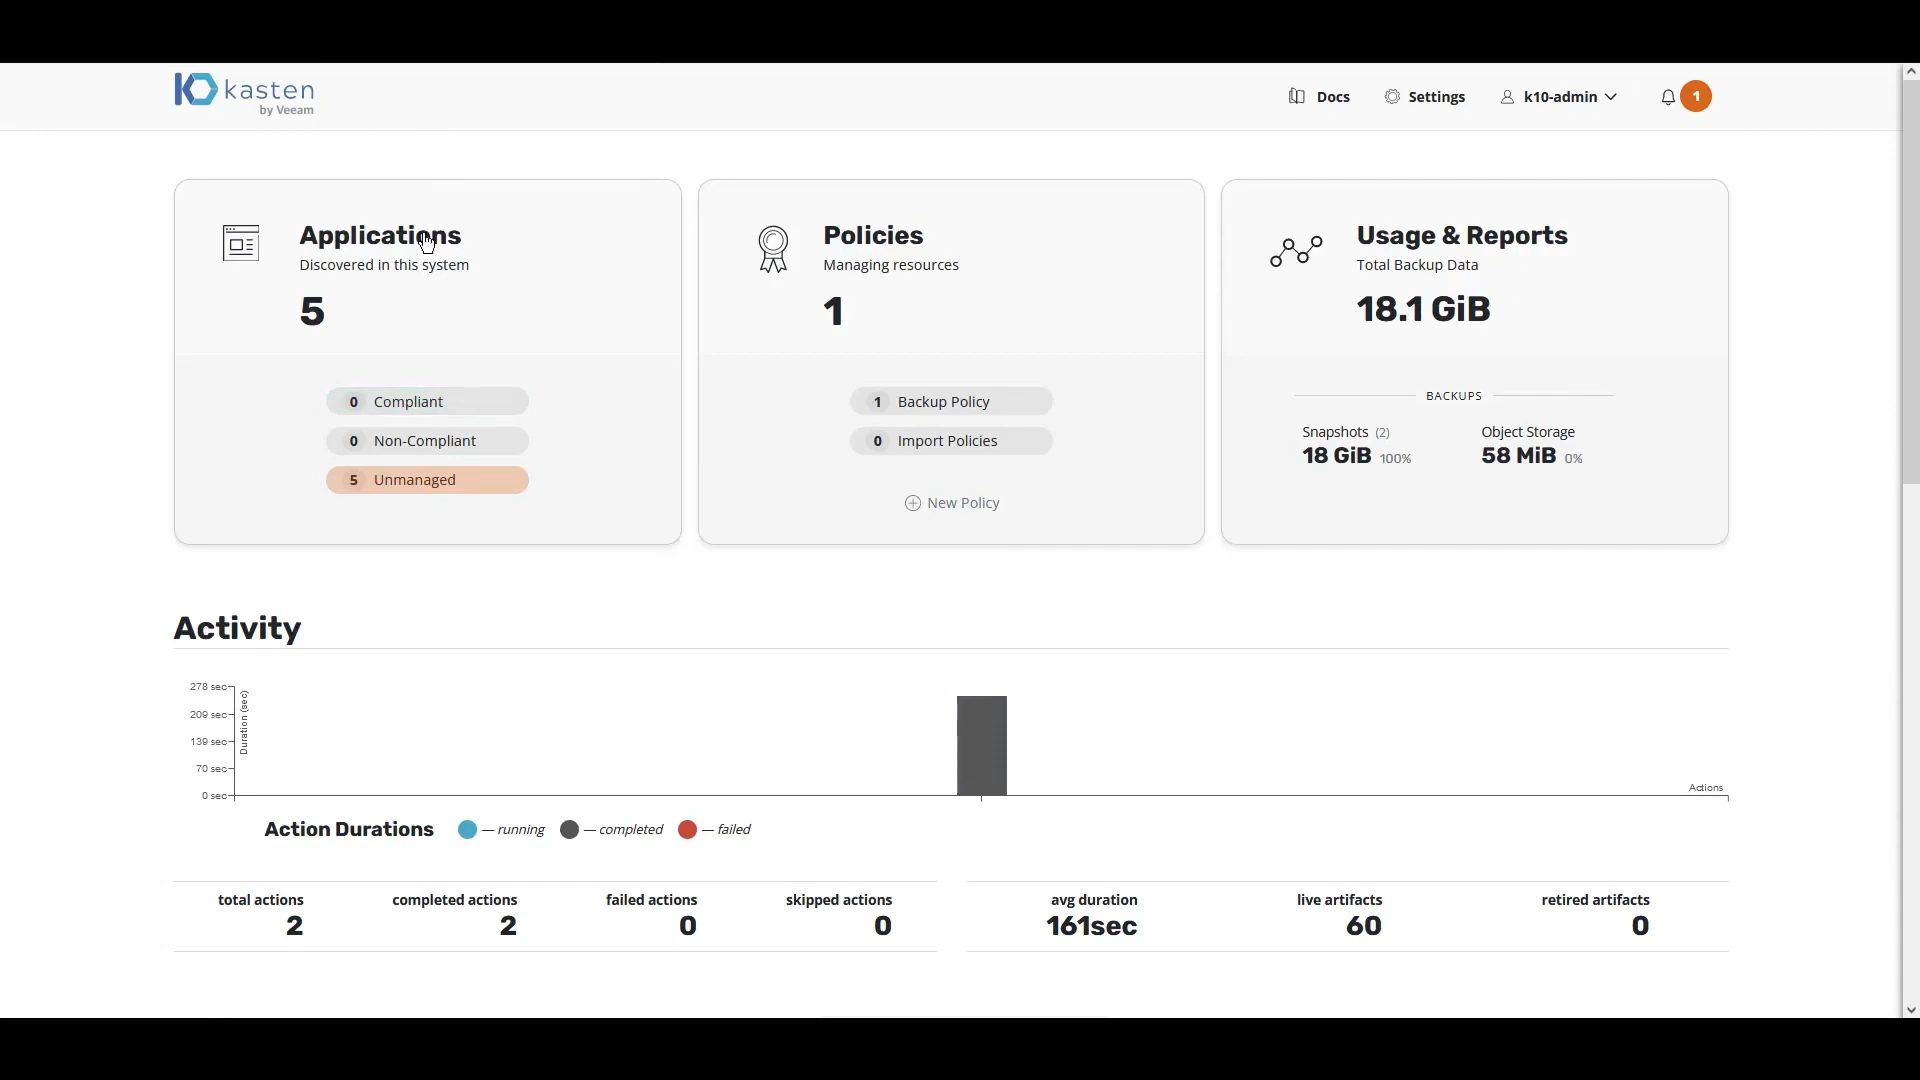 kasten
by Veeam
Docs
Settings
k10-admin
1
Applications
Discovered in this system
5
0 Compliant
0 Non-Compliant
5 Unmanaged
Policies
Managing resources
1
1 Backup Policy
0 Import Policies
New Policy
Usage & Reports
Total Backup Data
18.1 GiB
BACKUPS
Snapshots (2)
18 GiB 100%
Object Storage
58 MiB 0%
Activity
278 sec
209 sec
139 sec
70 sec
0 sec
Duration (sec)
Actions
Action Durations
— running
— completed
— failed
total actions
2
completed actions
2
failed actions
0
skipped actions
0
avg duration
161sec
live artifacts
60
retired artifacts
0